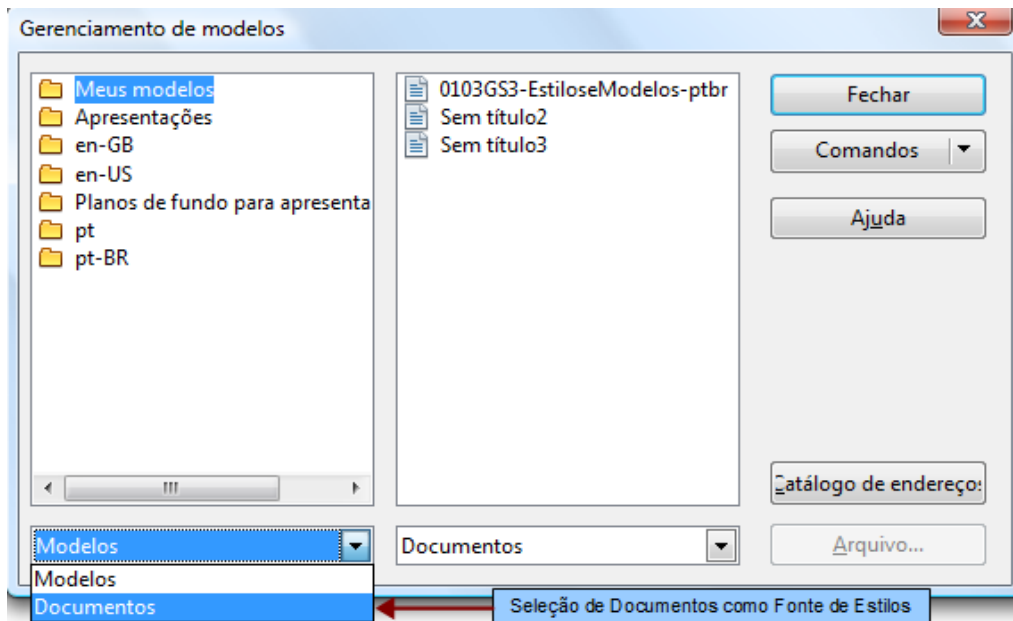 Gerenciamento de modelos
Meus modelos
Apresentações
en-GB
en-US
Planos de fundo para apresenta
pt
pt-BR
0103GS3-EstiloseModelos-ptbr
Sem título2
Sem título3
Fechar
Comandos
Ajuda
Catálogo de endereços
Arquivo...
Modelos
Documentos
Modelos
Documentos
Seleção de Documentos como Fonte de Estilos